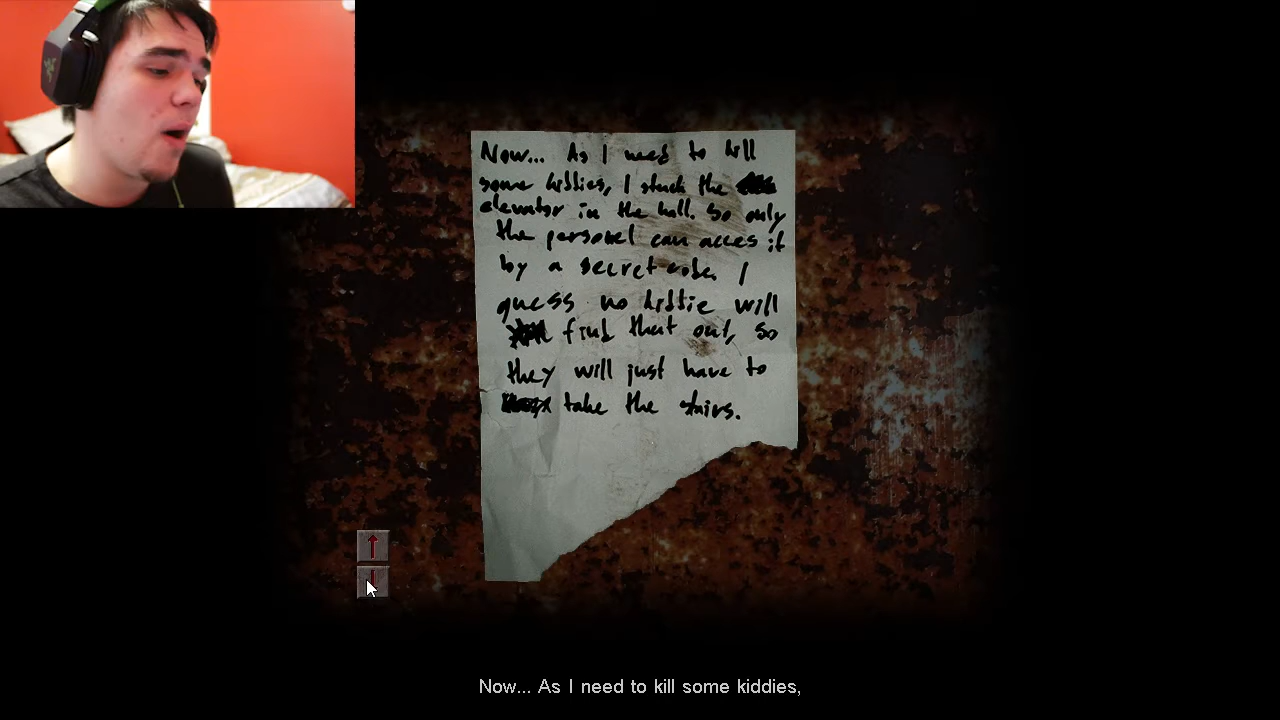 Now... As I need to kill
some kiddies, I stuck the
elevator in the hall. So only
the personel can acces it
by a secret code. I
guess no kiddie will
find that out, so
they will just have to
take the stairs.
Now... As I need to kill some kiddies,